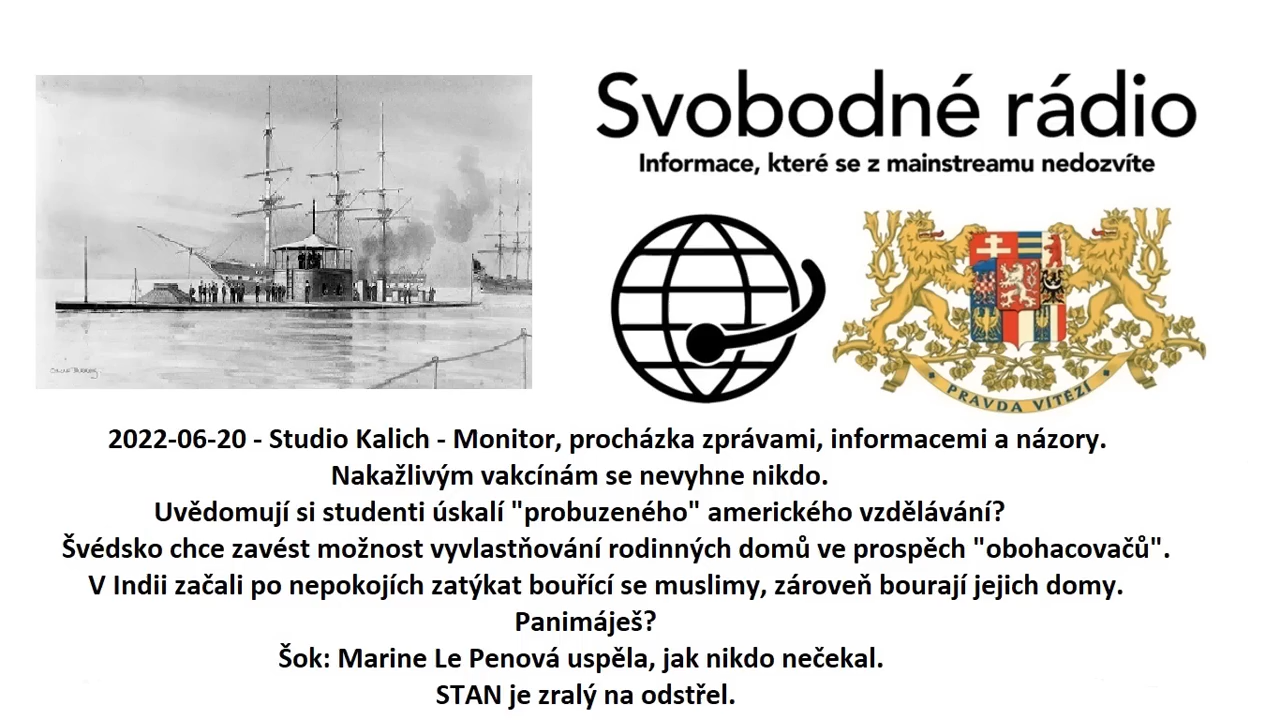 Svobodné rádio
Informace, které se z mainstreamu nedozvíte
PRAVDA VÍTĚZÍ
2022-06-20 - Studio Kalich - Monitor, procházka zprávami, informacemi a názory.
Nakažlivým vakcínám se nevyhne nikdo.
Uvědomují si studenti úskalí "probuzeného" amerického vzdělávání?
Švédsko chce zavést možnost vyvlastňování rodinných domů ve prospěch "obohacovačů".
V Indii začali po nepokojích zatýkat bouřící se muslimy, zároveň bourají jejich domy.
Panimáješ?
Šok: Marine Le Penová uspěla, jak nikdo nečekal.
STAN je zralý na odstřel.